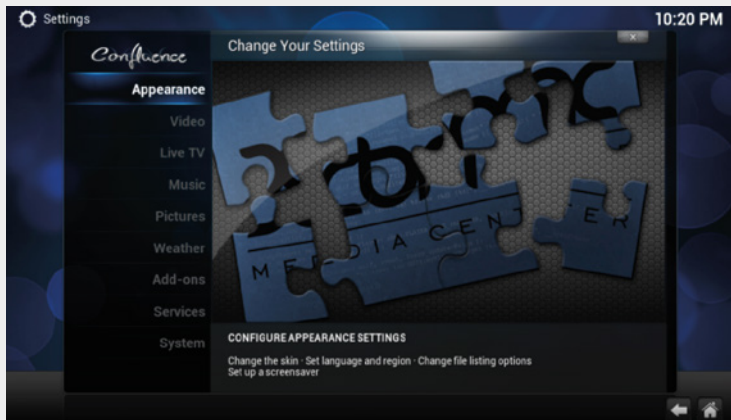 Settings
10:20 PM
Confluence
Change Your Settings
x
Appearance
Video
Live TV
Music
Pictures
Weather
Add-ons
Services
System
xbmc
MEDIA CENTER
CONFIGURE APPEARANCE SETTINGS
Change the skin · Set language and region · Change file listing options
Set up a screensaver